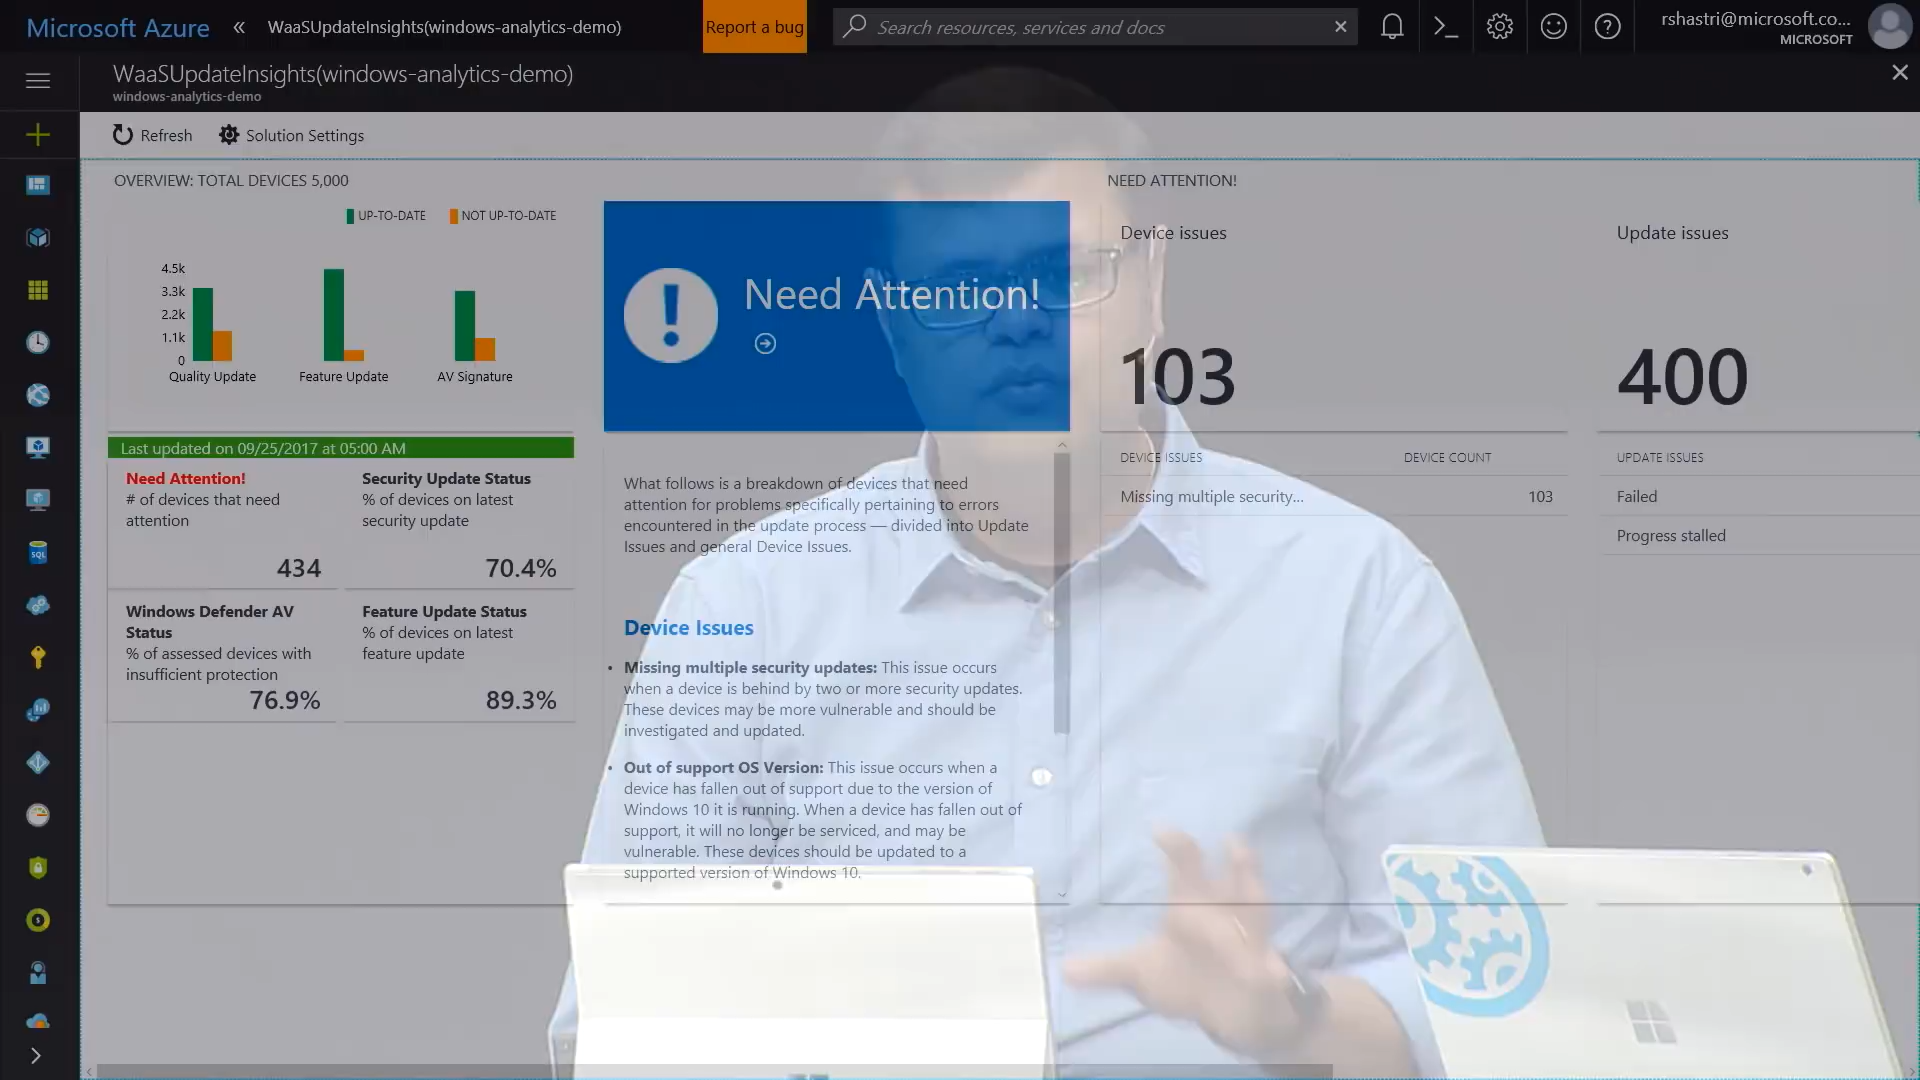 Microsoft Azure « WaaSUpdateInsights(windows-analytics-demo) Report a bug Search resources, services and docs rshastri@microsoft.co...
MICROSOFT
WaaSUpdateInsights(windows-analytics-demo)
windows-analytics-demo
Refresh Solution Settings
OVERVIEW: TOTAL DEVICES 5,000
UP-TO-DATE NOT UP-TO-DATE
4.5k
3.3k
2.2k
1.1k
0
Quality Update Feature Update AV Signature
Last updated on 09/25/2017 at 05:00 AM
Need Attention!
# of devices that need
attention
434
Security Update Status
% of devices on latest
security update
70.4%
Windows Defender AV
Status
% of assessed devices with
insufficient protection
76.9%
Feature Update Status
% of devices on latest
feature update
89.3%
Need Attention!
What follows is a breakdown of devices that need
attention for problems specifically pertaining to errors
encountered in the update process — divided into Update
Issues and general Device Issues.
Device Issues
• Missing multiple security updates: This issue occurs
when a device is behind by two or more security updates.
These devices may be more vulnerable and should be
investigated and updated.
• Out of support OS Version: This issue occurs when a
device has fallen out of support due to the version of
Windows 10 it is running. When a device has fallen out of
support, it will no longer be serviced, and may be
vulnerable. These devices should be updated to a
supported version of Windows 10.
NEED ATTENTION!
Device issues
103
DEVICE ISSUES DEVICE COUNT
Missing multiple security... 103
Update issues
400
UPDATE ISSUES
Failed
Progress stalled
SQL